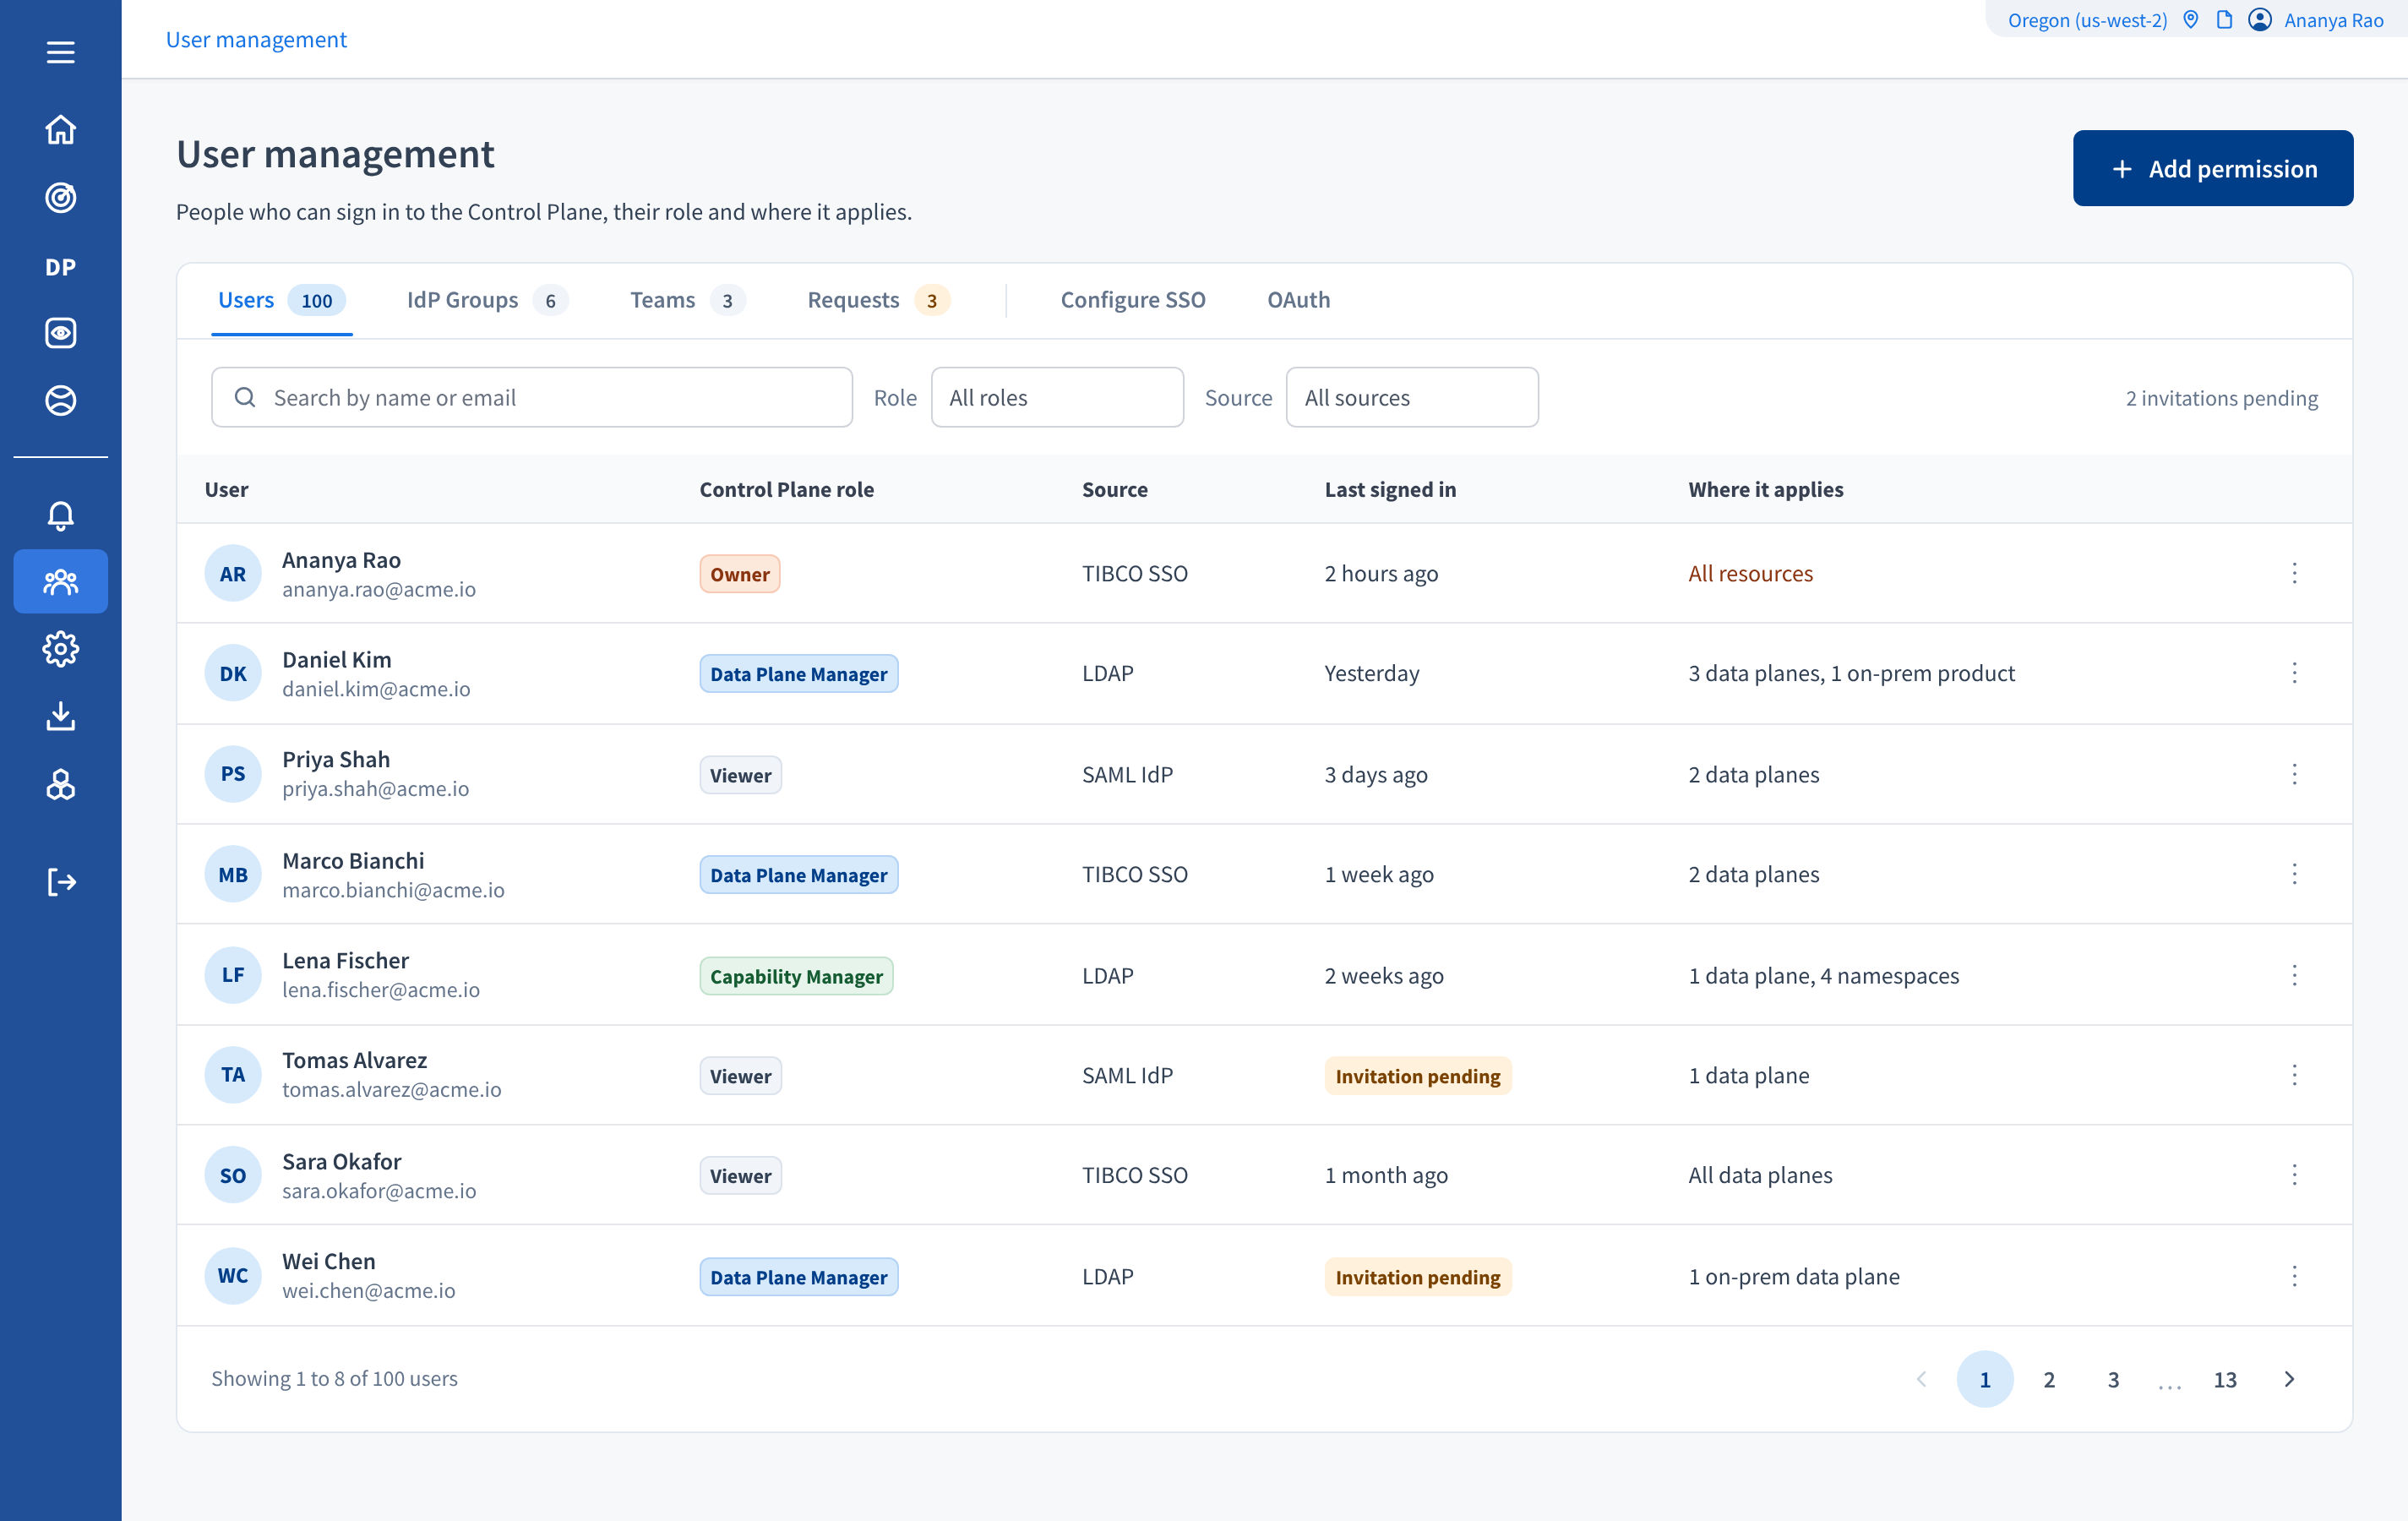 User management
Oregon (us-west-2) Ananya Rao
User management
People who can sign in to the Control Plane, their role and where it applies.
+ Add permission
DP
Users 100 IdP Groups 6 Teams 3 Requests 3 Configure SSO OAuth
Search by name or email Role All roles Source All sources 2 invitations pending
User Control Plane role Source Last signed in Where it applies
AR Ananya Rao Owner TIBCO SSO 2 hours ago All resources
ananya.rao@acme.io
DK Daniel Kim Data Plane Manager LDAP Yesterday 3 data planes, 1 on-prem product
daniel.kim@acme.io
PS Priya Shah Viewer SAML IdP 3 days ago 2 data planes
priya.shah@acme.io
MB Marco Bianchi Data Plane Manager TIBCO SSO 1 week ago 2 data planes
marco.bianchi@acme.io
LF Lena Fischer Capability Manager LDAP 2 weeks ago 1 data plane, 4 namespaces
lena.fischer@acme.io
TA Tomas Alvarez Viewer SAML IdP Invitation pending 1 data plane
tomas.alvarez@acme.io
SO Sara Okafor Viewer TIBCO SSO 1 month ago All data planes
sara.okafor@acme.io
WC Wei Chen Data Plane Manager LDAP Invitation pending 1 on-prem data plane
wei.chen@acme.io
Showing 1 to 8 of 100 users 1 2 3 ... 13